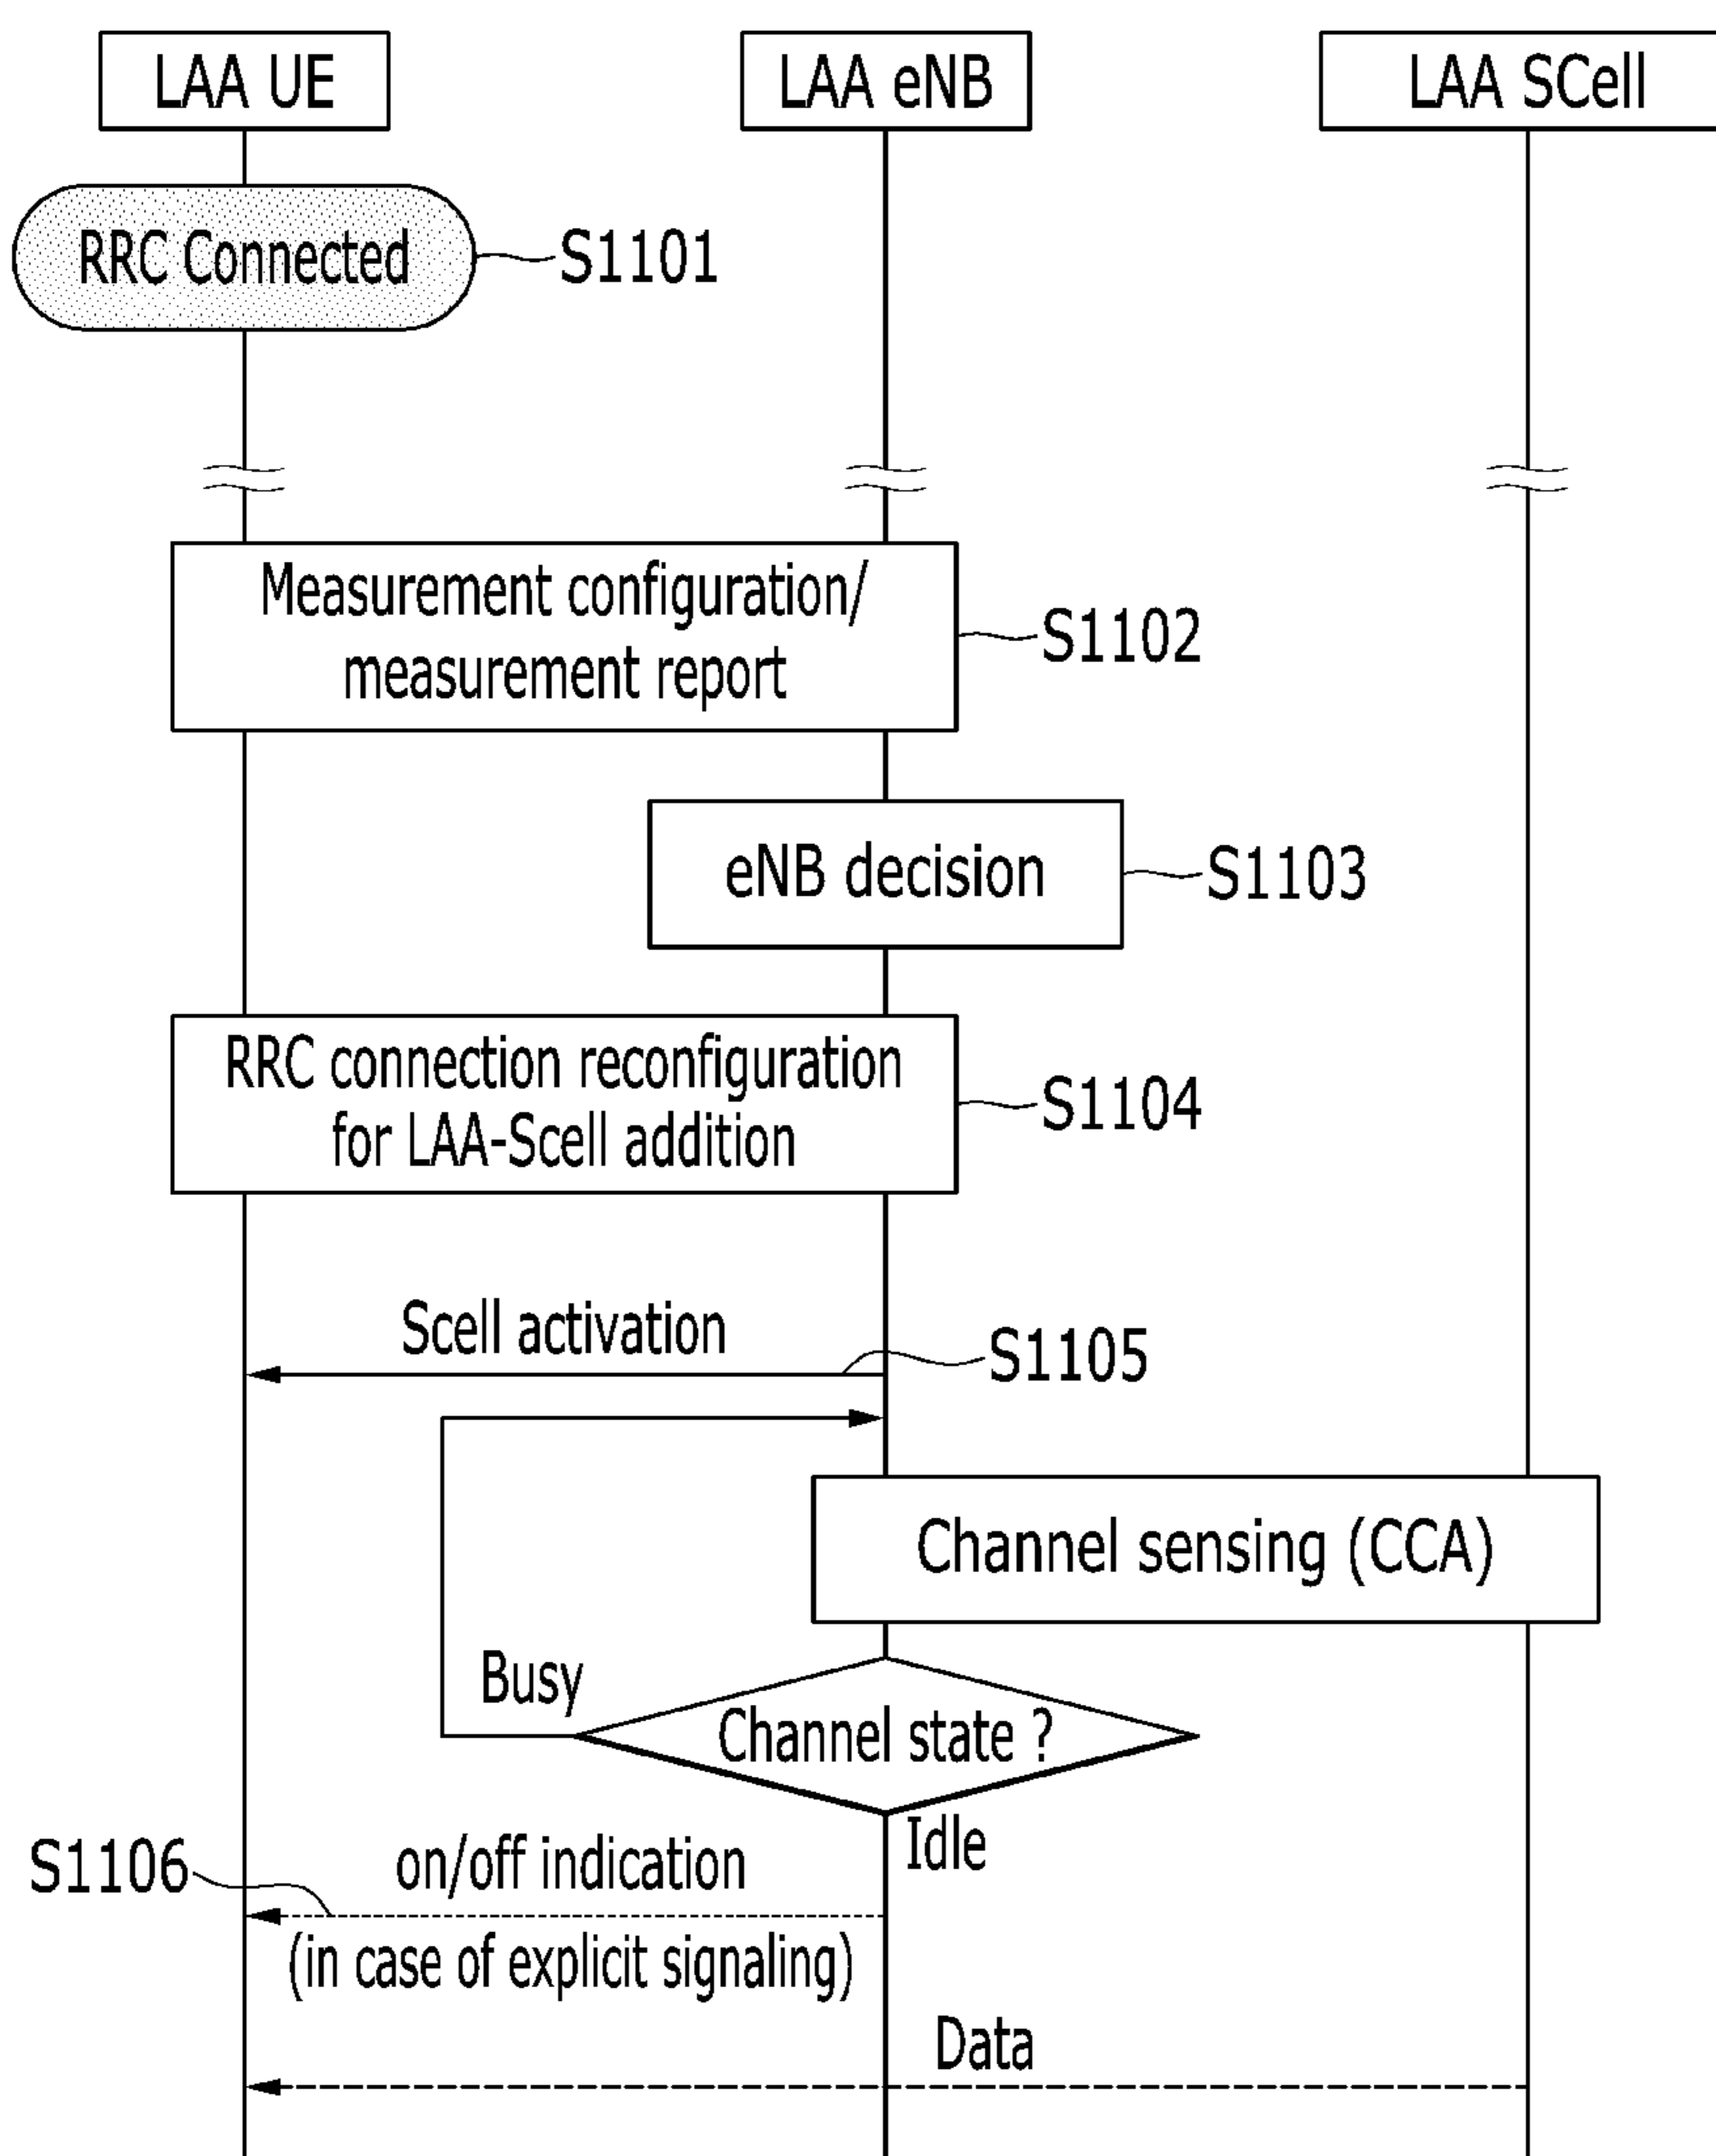 LAA UE
LAA eNB
LAA SCell
RRC Connected
S1101
Measurement configuration/
measurement report
S1102
eNB decision
S1103
RRC connection reconfiguration
for LAA-Scell addition
S1104
Scell activation
S1105
Channel sensing (CCA)
Busy
Channel state ?
Idle
S1106
on/off indication
(in case of explicit signaling)
Data